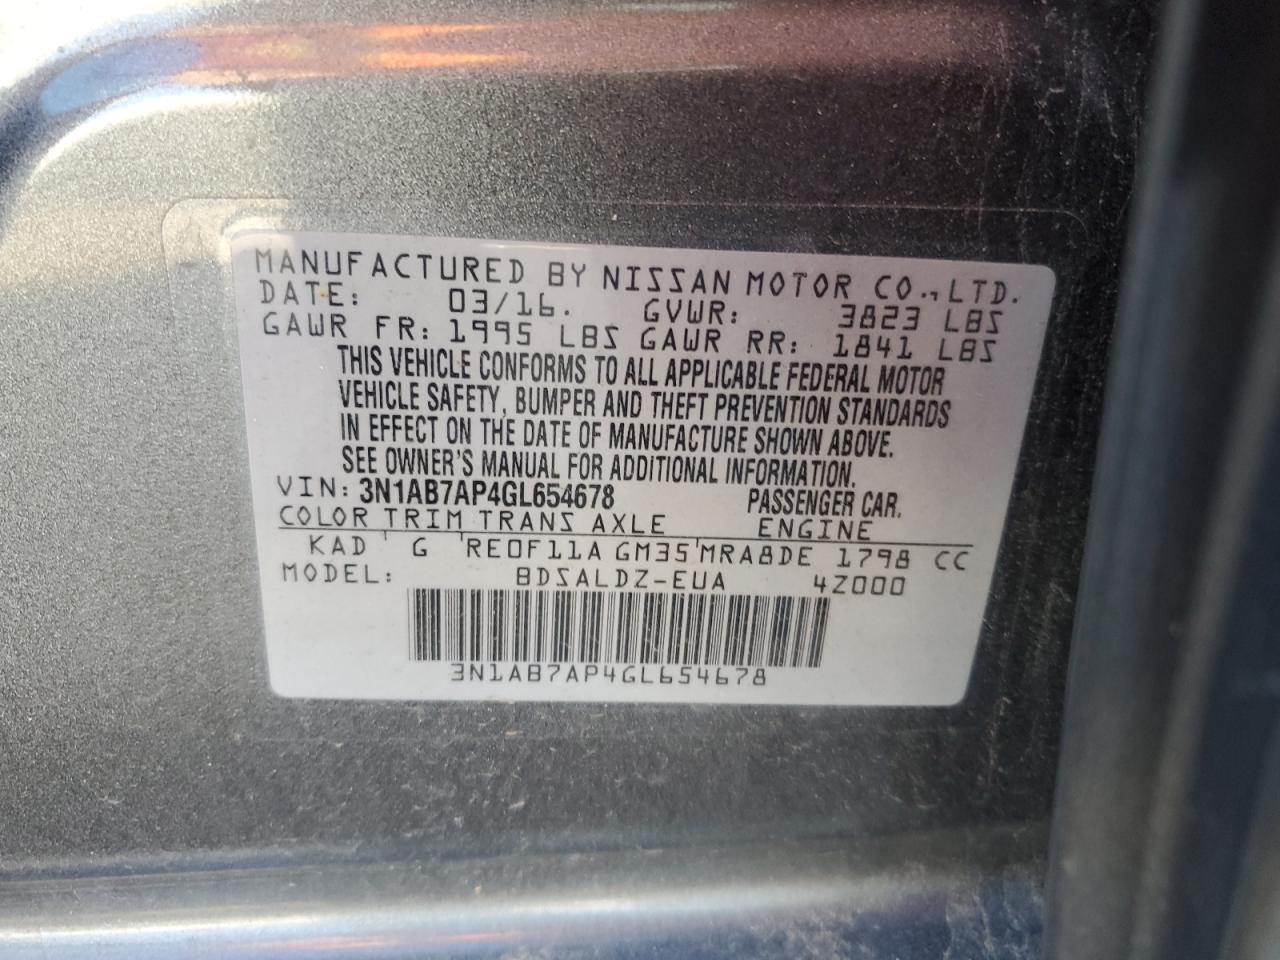 MANUFACTURED BY NISSAN MOTOR CO., LTD.
DATE: 03/16. GVWR: 3823 LBS
GAWR FR: 1995 LBS GAWR RR: 1841 LBS
THIS VEHICLE CONFORMS TO ALL APPLICABLE FEDERAL MOTOR
VEHICLE SAFETY, BUMPER AND THEFT PREVENTION STANDARDS
IN EFFECT ON THE DATE OF MANUFACTURE SHOWN ABOVE.
SEE OWNER'S MANUAL FOR ADDITIONAL INFORMATION.
VIN: 3N1AB7AP4GL654678 PASSENGER CAR.
COLOR TRIM TRANS AXLE ENGINE
KAD G RE0F11A GM35 MRA8DE 1798 CC
MODEL: BDSALDZ-EUA 4Z000
3N1AB7AP4GL654678